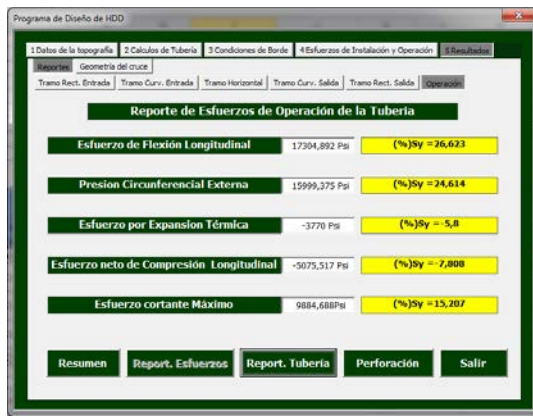 Programa de Diseño de HDD
1 Datos de la topografía 2 Calculos de Tubería 3 Condiciones de Borde 4 Esfuerzos de Instalación y Operación 5 Resultados
Reportes Geometría del cruce
Tramo Rect. Entrada Tramo Curv. Entrada Tramo Horizontal Tramo Curv. Salida Tramo Rect. Salida Operación
Reporte de Esfuerzos de Operación de la Tuberia
Esfuerzo de Flexión Longitudinal 17304,892 Psi (%)Sy =26,623
Presion Circunferencial Externa 15999,375 Psi (%)Sy =24,614
Esfuerzo por Expansion Térmica -3770 Psi (%)Sy =-5,8
Esfuerzo neto de Compresión Longitudinal -5075,517 Psi (%)Sy =-7,808
Esfuerzo cortante Máximo 9884,688Psi (%)Sy =15,207
Resumen Report. Esfuerzos Report. Tubería Perforación Salir